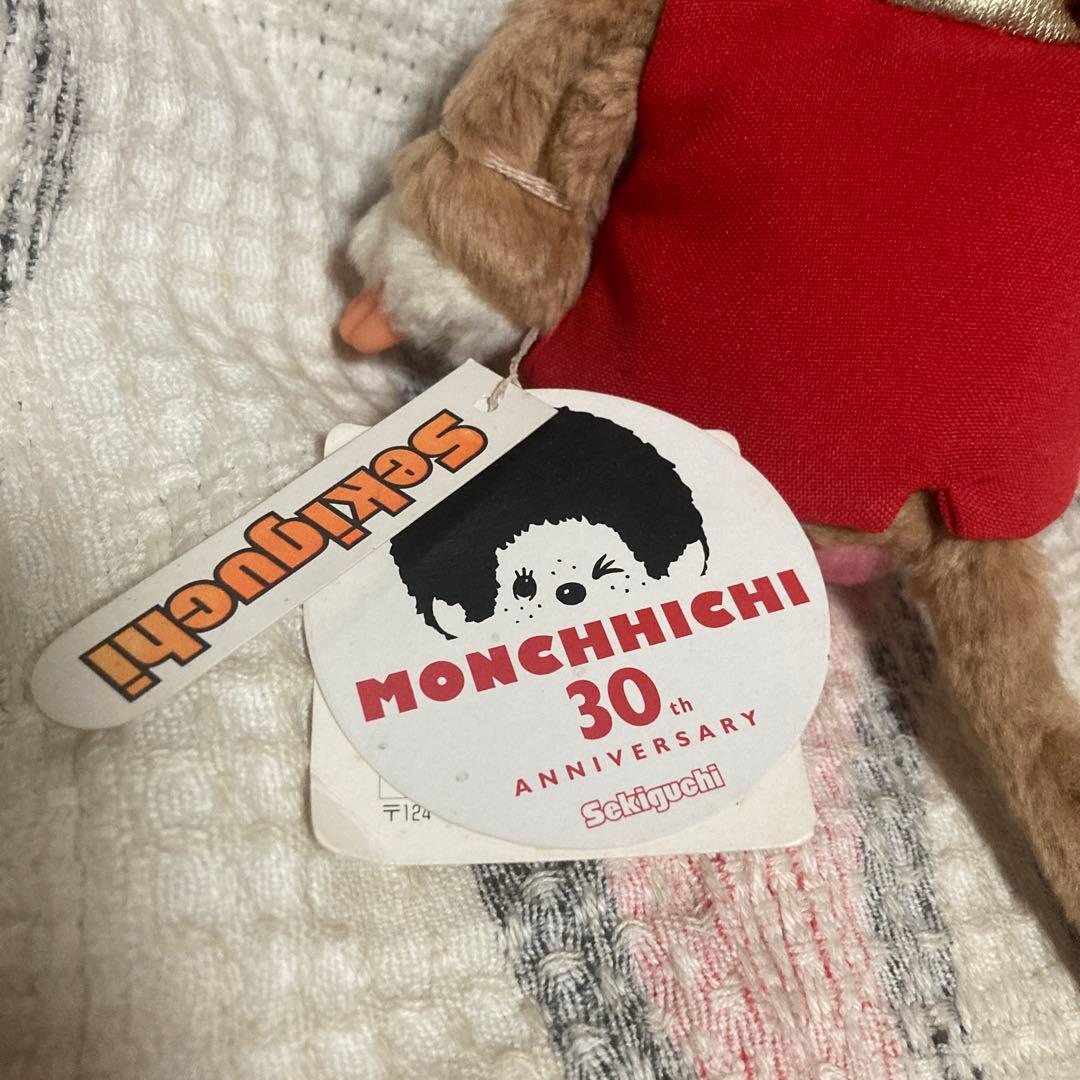 Sekiguchi
MONCHHICHI
30th
ANNIVERSARY
Sekiguchi
〒124